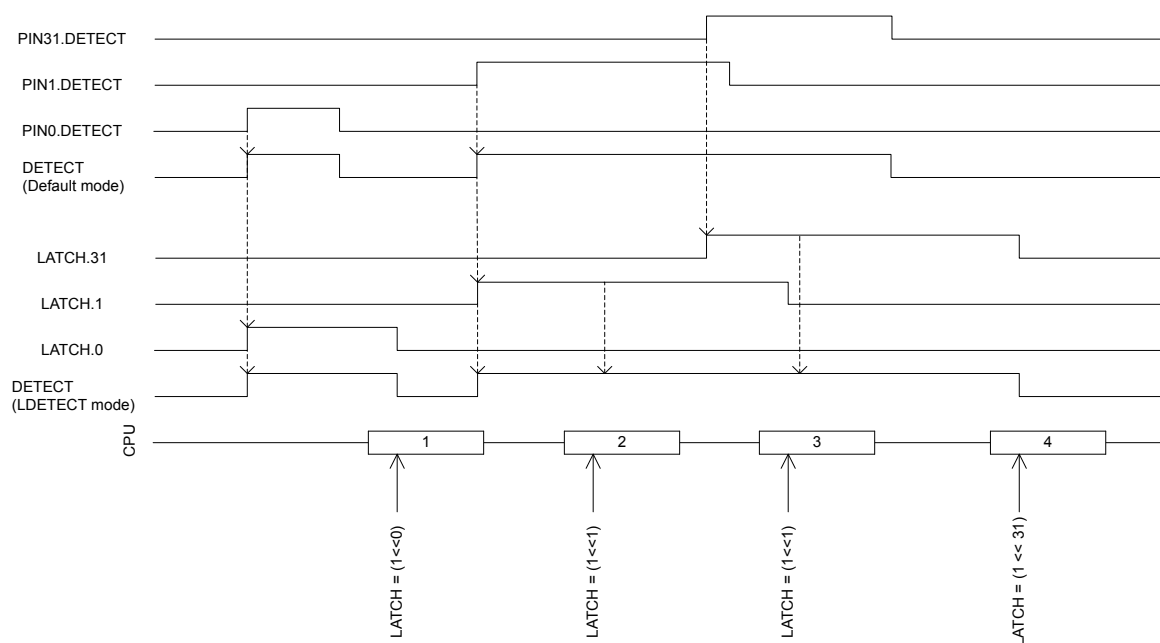 PIN31.DETECT
PIN1.DETECT
PIN0.DETECT
DETECT
(Default mode)
LATCH.31
LATCH.1
LATCH.0
DETECT
(LDETECT mode)
CPU
1
2
3
4
LATCH = (1<<0)
LATCH = (1<<1)
LATCH = (1<<1)
ATCH = (1 << 31)